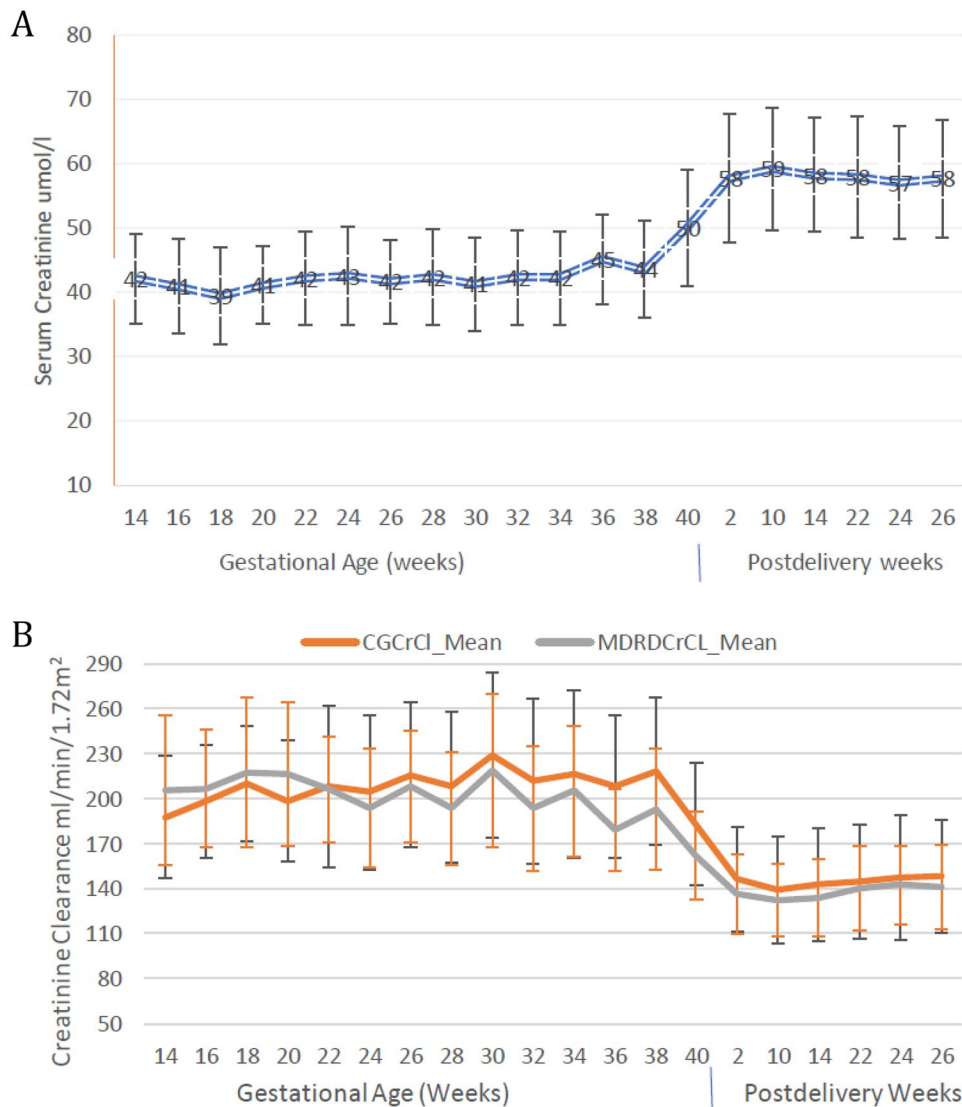 A
80
70
60
50
40
30
20
10
Serum Creatinine umol/l
42 41 39 41 42 43 42 42 41 42 42 45 44 50 58 59 58 58 57 58
14 16 18 20 22 24 26 28 30 32 34 36 38 40 2 10 14 22 24 26
Gestational Age (weeks) Postdelivery weeks
B
CGCrCl_Mean MDRDCrCL_Mean
290
260
230
200
170
140
110
80
50
Creatinine Clearance ml/min/1.72m²
14 16 18 20 22 24 26 28 30 32 34 36 38 40 2 10 14 22 24 26
Gestational Age (Weeks) Postdelivery Weeks